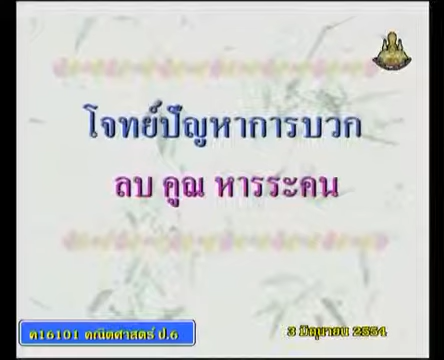 โจทย์ปัญหาการบวก
ลบ คูณ หารระคน
ค16101 คณิตศาสตร์ ป.6
3 มิถุนายน 2554